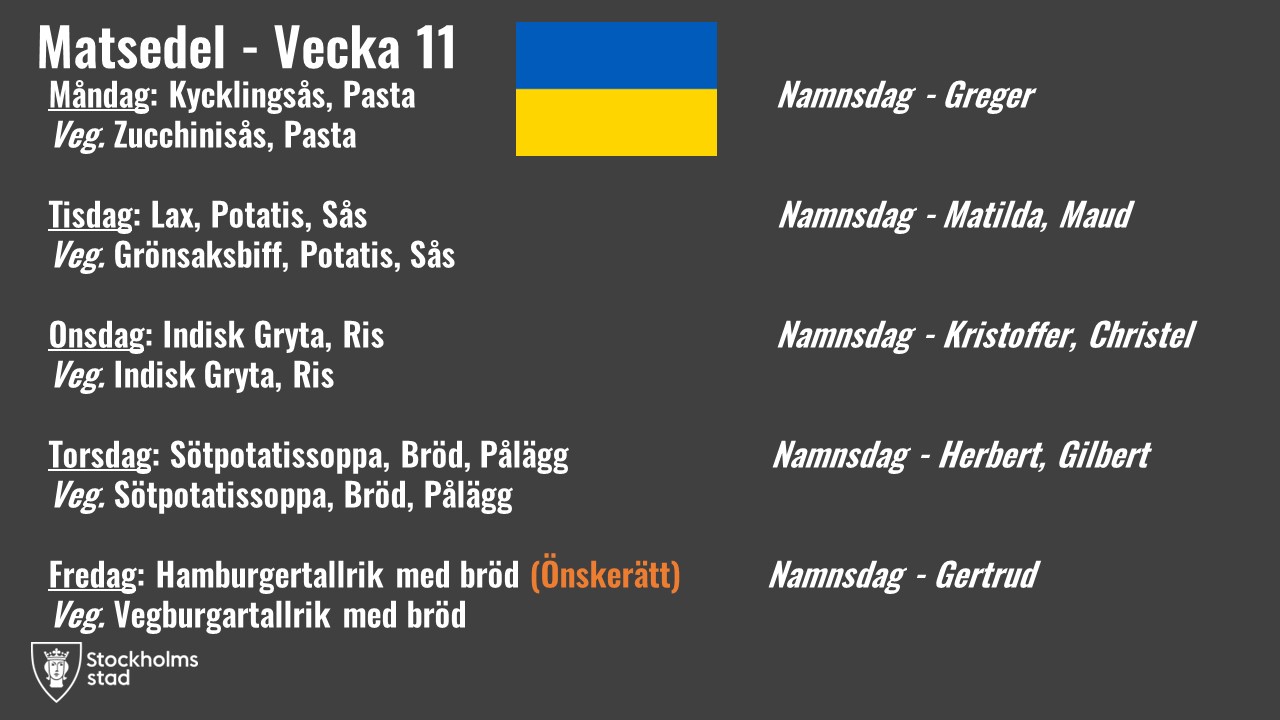 Matsedel - Vecka 11
Måndag: Kycklingsås, Pasta
Namnsdag - Greger
Veg. Zucchinisås, Pasta
Tisdag: Lax, Potatis, Sås
Namnsdag - Matilda, Maud
Veg. Grönsaksbiff, Potatis, Sås
Onsdag: Indisk Gryta, Ris
Namnsdag - Kristoffer, Christel
Veg. Indisk Gryta, Ris
Torsdag: Sötpotatissoppa, Bröd, Pålägg
Namnsdag - Herbert, Gilbert
Veg. Sötpotatissoppa, Bröd, Pålägg
Fredag: Hamburgertallrik med bröd (Önskerätt)
Namnsdag - Gertrud
Veg. Vegburgartallrik med bröd
Stockholms
stad